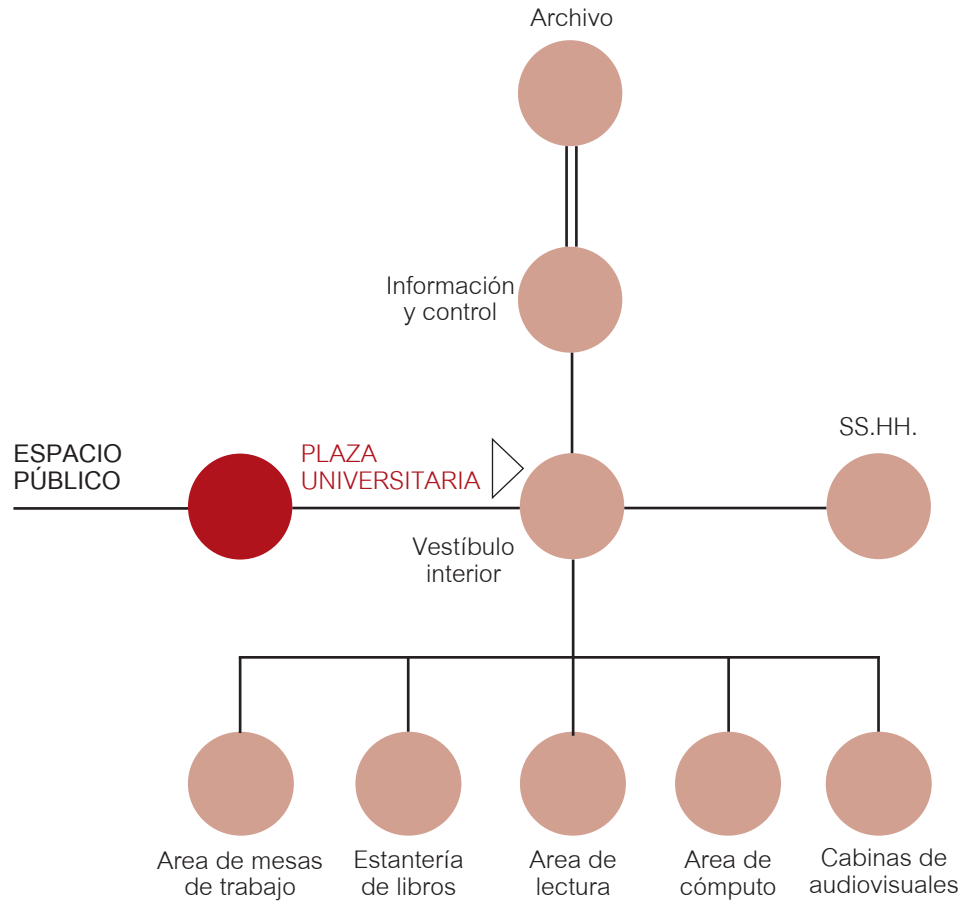 Archivo
Información
y control
SS.HH.
ESPACIO
PÚBLICO
PLAZA
UNIVERSITARIA
Vestíbulo
interior
Area de mesas
de trabajo
Estantería
de libros
Area de
lectura
Area de
cómputo
Cabinas de
audiovisuales